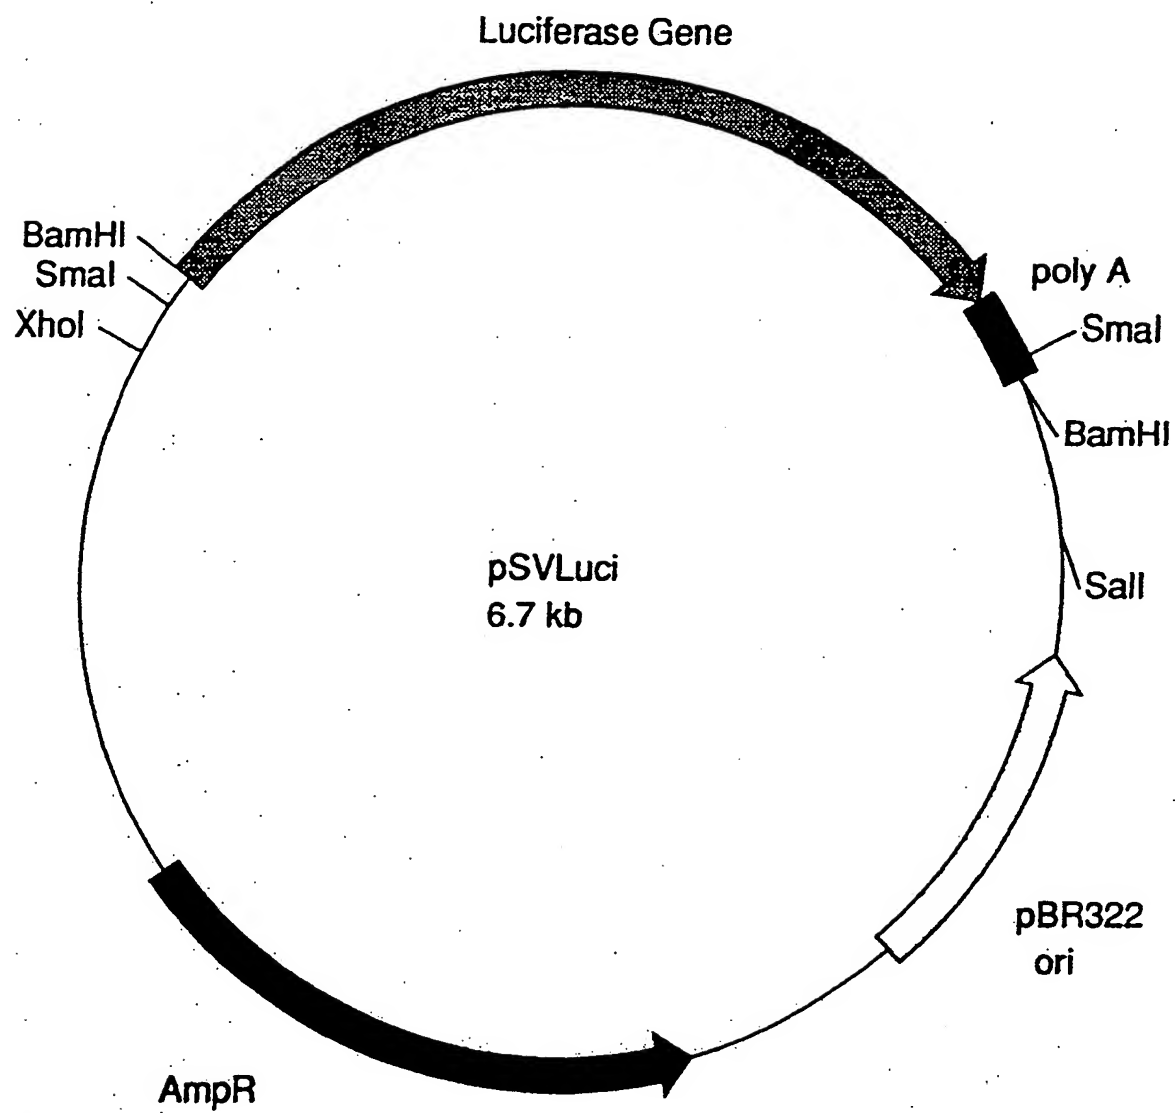 Luciferase Gene
BamHI
SmaI
XhoI
poly A
SmaI
BamHI
SalI
pSVLuci
6.7 kb
pBR322
ori
AmpR